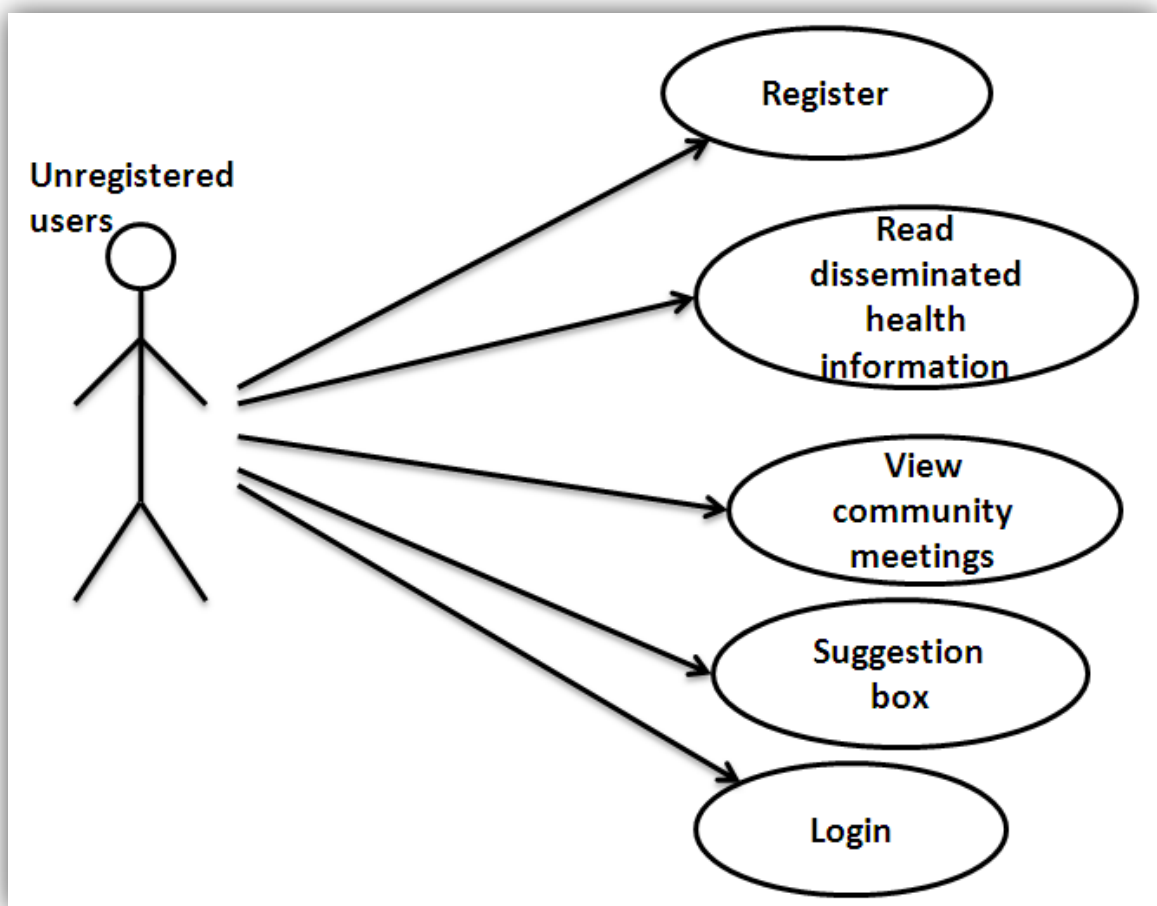 Register
Unregistered
users
Read
disseminated
health
information
View
community
meetings
Suggestion
box
Login